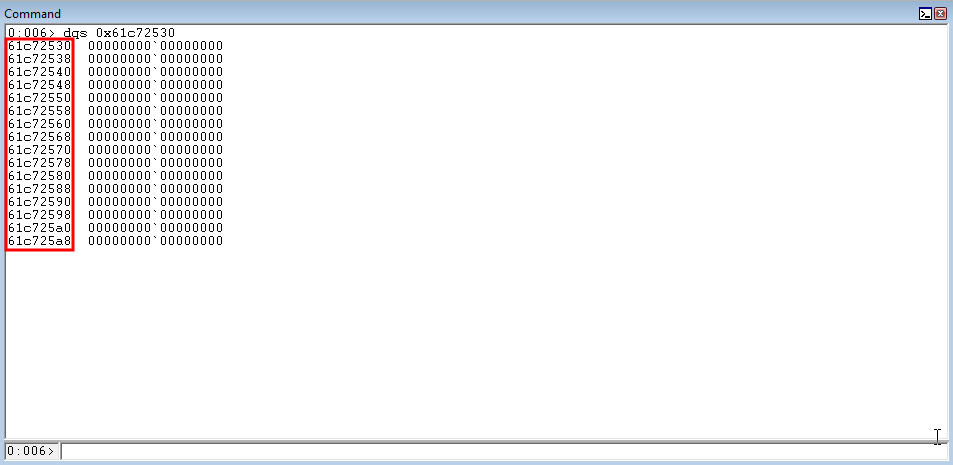 Command
0:006> dqs 0x61c72530
61c72530  00000000`00000000
61c72538  00000000`00000000
61c72540  00000000`00000000
61c72548  00000000`00000000
61c72550  00000000`00000000
61c72558  00000000`00000000
61c72560  00000000`00000000
61c72568  00000000`00000000
61c72570  00000000`00000000
61c72578  00000000`00000000
61c72580  00000000`00000000
61c72588  00000000`00000000
61c72590  00000000`00000000
61c72598  00000000`00000000
61c725a0  00000000`00000000
61c725a8  00000000`00000000
0:006>